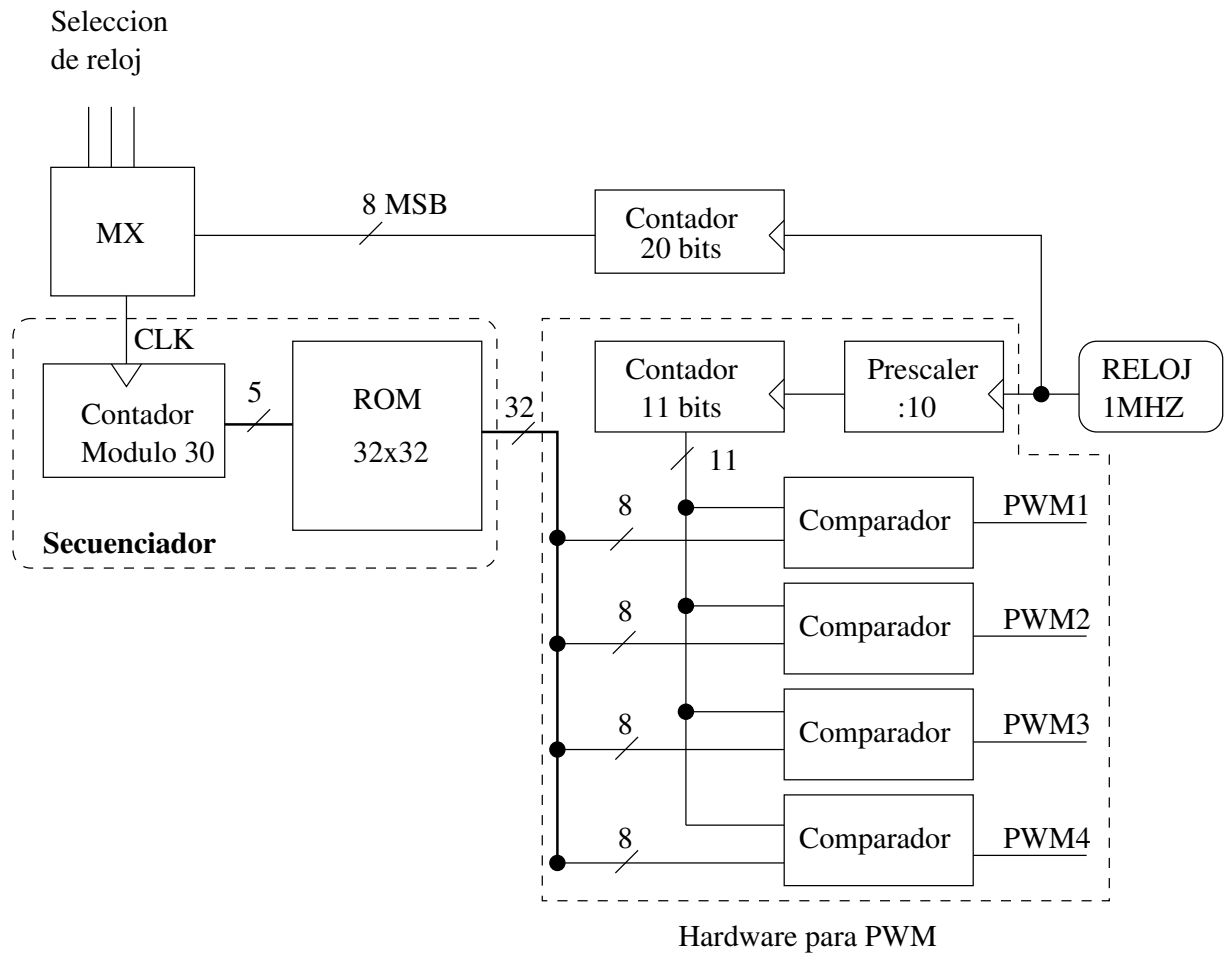 Seleccion
de reloj
MX
8 MSB
Contador
20 bits
CLK
Contador
Modulo 30
5
ROM
32x32
Secuenciador
32
Contador
11 bits
Prescaler
:10
RELOJ
1MHZ
11
8
Comparador
PWM1
8
Comparador
PWM2
8
Comparador
PWM3
8
Comparador
PWM4
Hardware para PWM